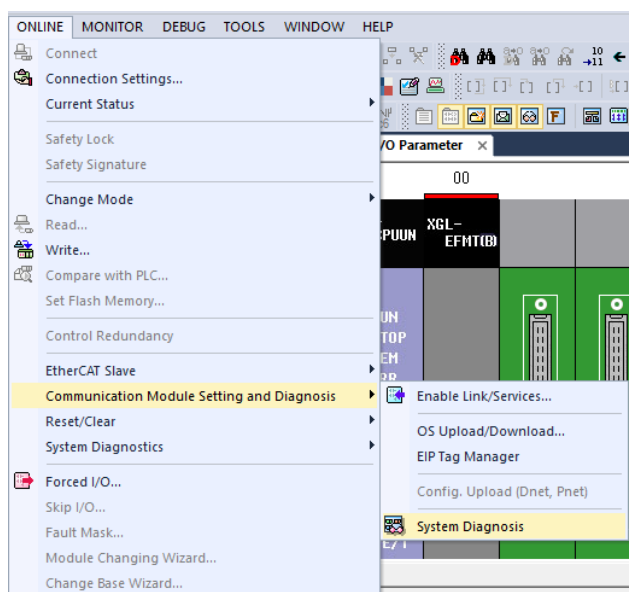 ONLINE MONITOR DEBUG TOOLS WINDOW HELP
Connect
Connection Settings...
Current Status
Safety Lock
Safety Signature
Change Mode
Read...
Write...
Compare with PLC...
Set Flash Memory...
Control Redundancy
EtherCAT Slave
Communication Module Setting and Diagnosis
Reset/Clear
System Diagnostics
Forced I/O...
Skip I/O...
Fault Mask...
Module Changing Wizard...
Change Base Wizard...
Enable Link/Services...
OS Upload/Download...
EIP Tag Manager
Config. Upload (Dnet, Pnet)
System Diagnosis
10
11
F
/O Parameter ×
00
PUUN
XGL-
EFMT(B)
UN
TOP
EM